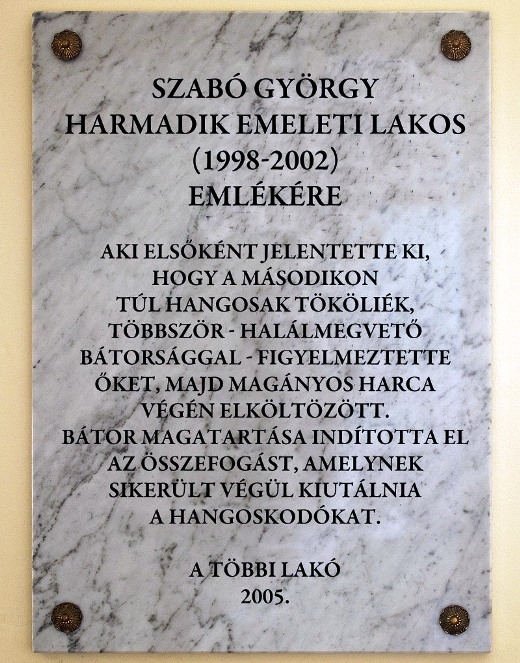 SZABÓ GYÖRGY
HARMADIK EMELETI LAKOS
(1998-2002)
EMLÉKÉRE
AKI ELSŐKÉNT JELENTETTE KI,
HOGY A MÁSODIKON
TÚL HANGOSAK TÖKÖLIÉK,
TÖBBSZÖR - HALÁLMEGVETŐ
BÁTORSÁGGAL - FIGYELMEZTETTE
ŐKET, MAJD MAGÁNYOS HARCA
VÉGÉN ELKÖLTÖZÖTT.
BÁTOR MAGATARTÁSA INDÍTOTTA EL
AZ ÖSSZEFOGÁST, AMELYNEK
SIKERÜLT VÉGÜL KIUTÁLNIA
A HANGOSKODÓKAT.
A TÖBBI LAKÓ
2005.